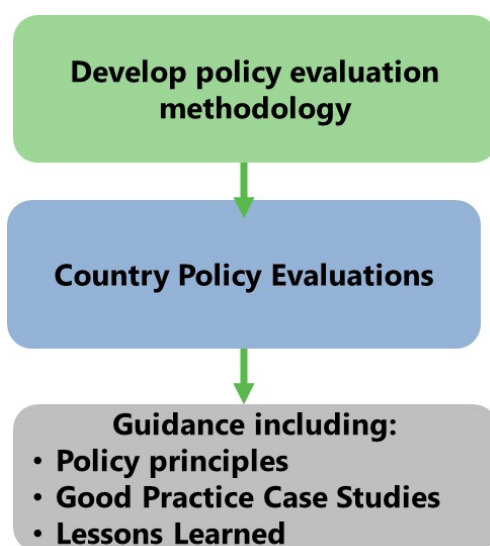 Develop policy evaluation
methodology
Country Policy Evaluations
Guidance including:
• Policy principles
• Good Practice Case Studies
• Lessons Learned